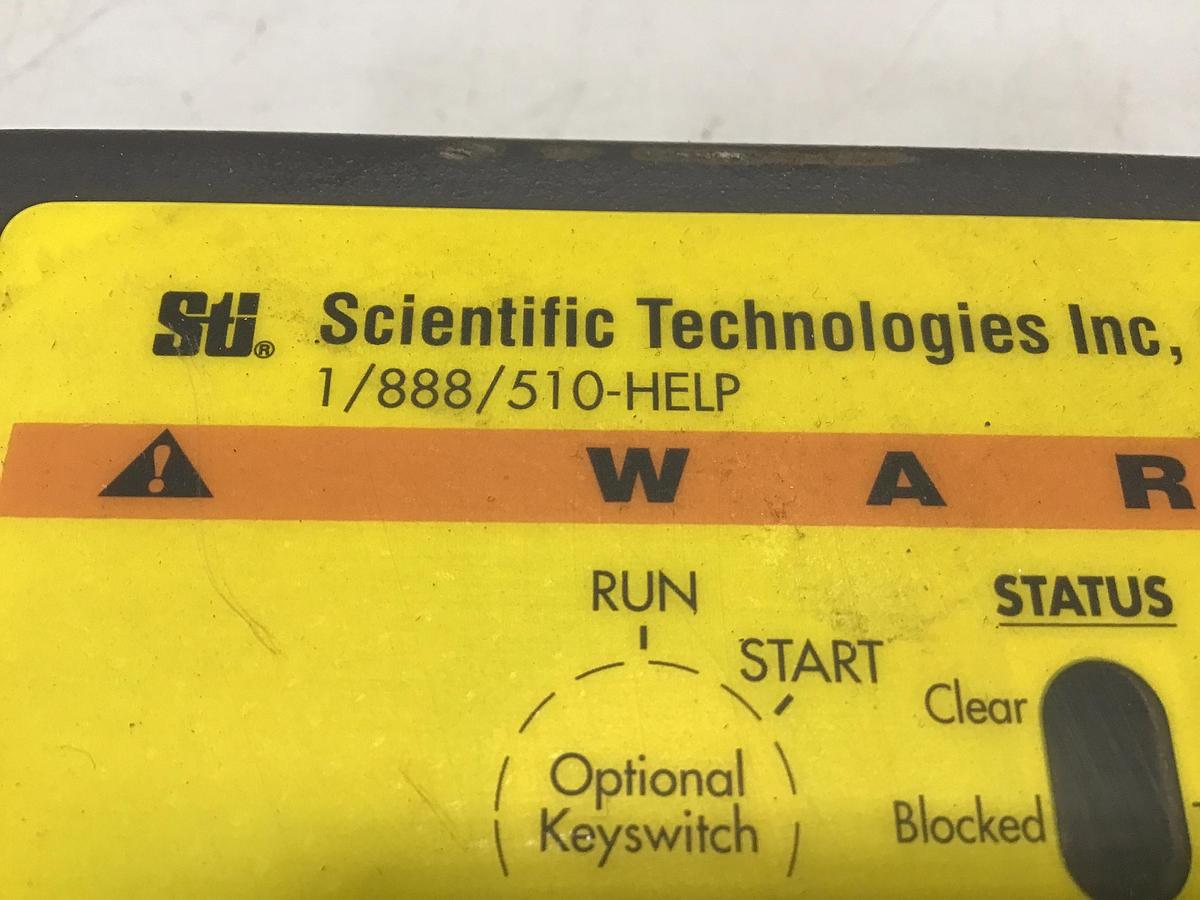 Sti® Scientific Technologies Inc,
1/888/510-HELP
W A R
RUN
START
STATUS
Clear
Optional
Keyswitch
Blocked